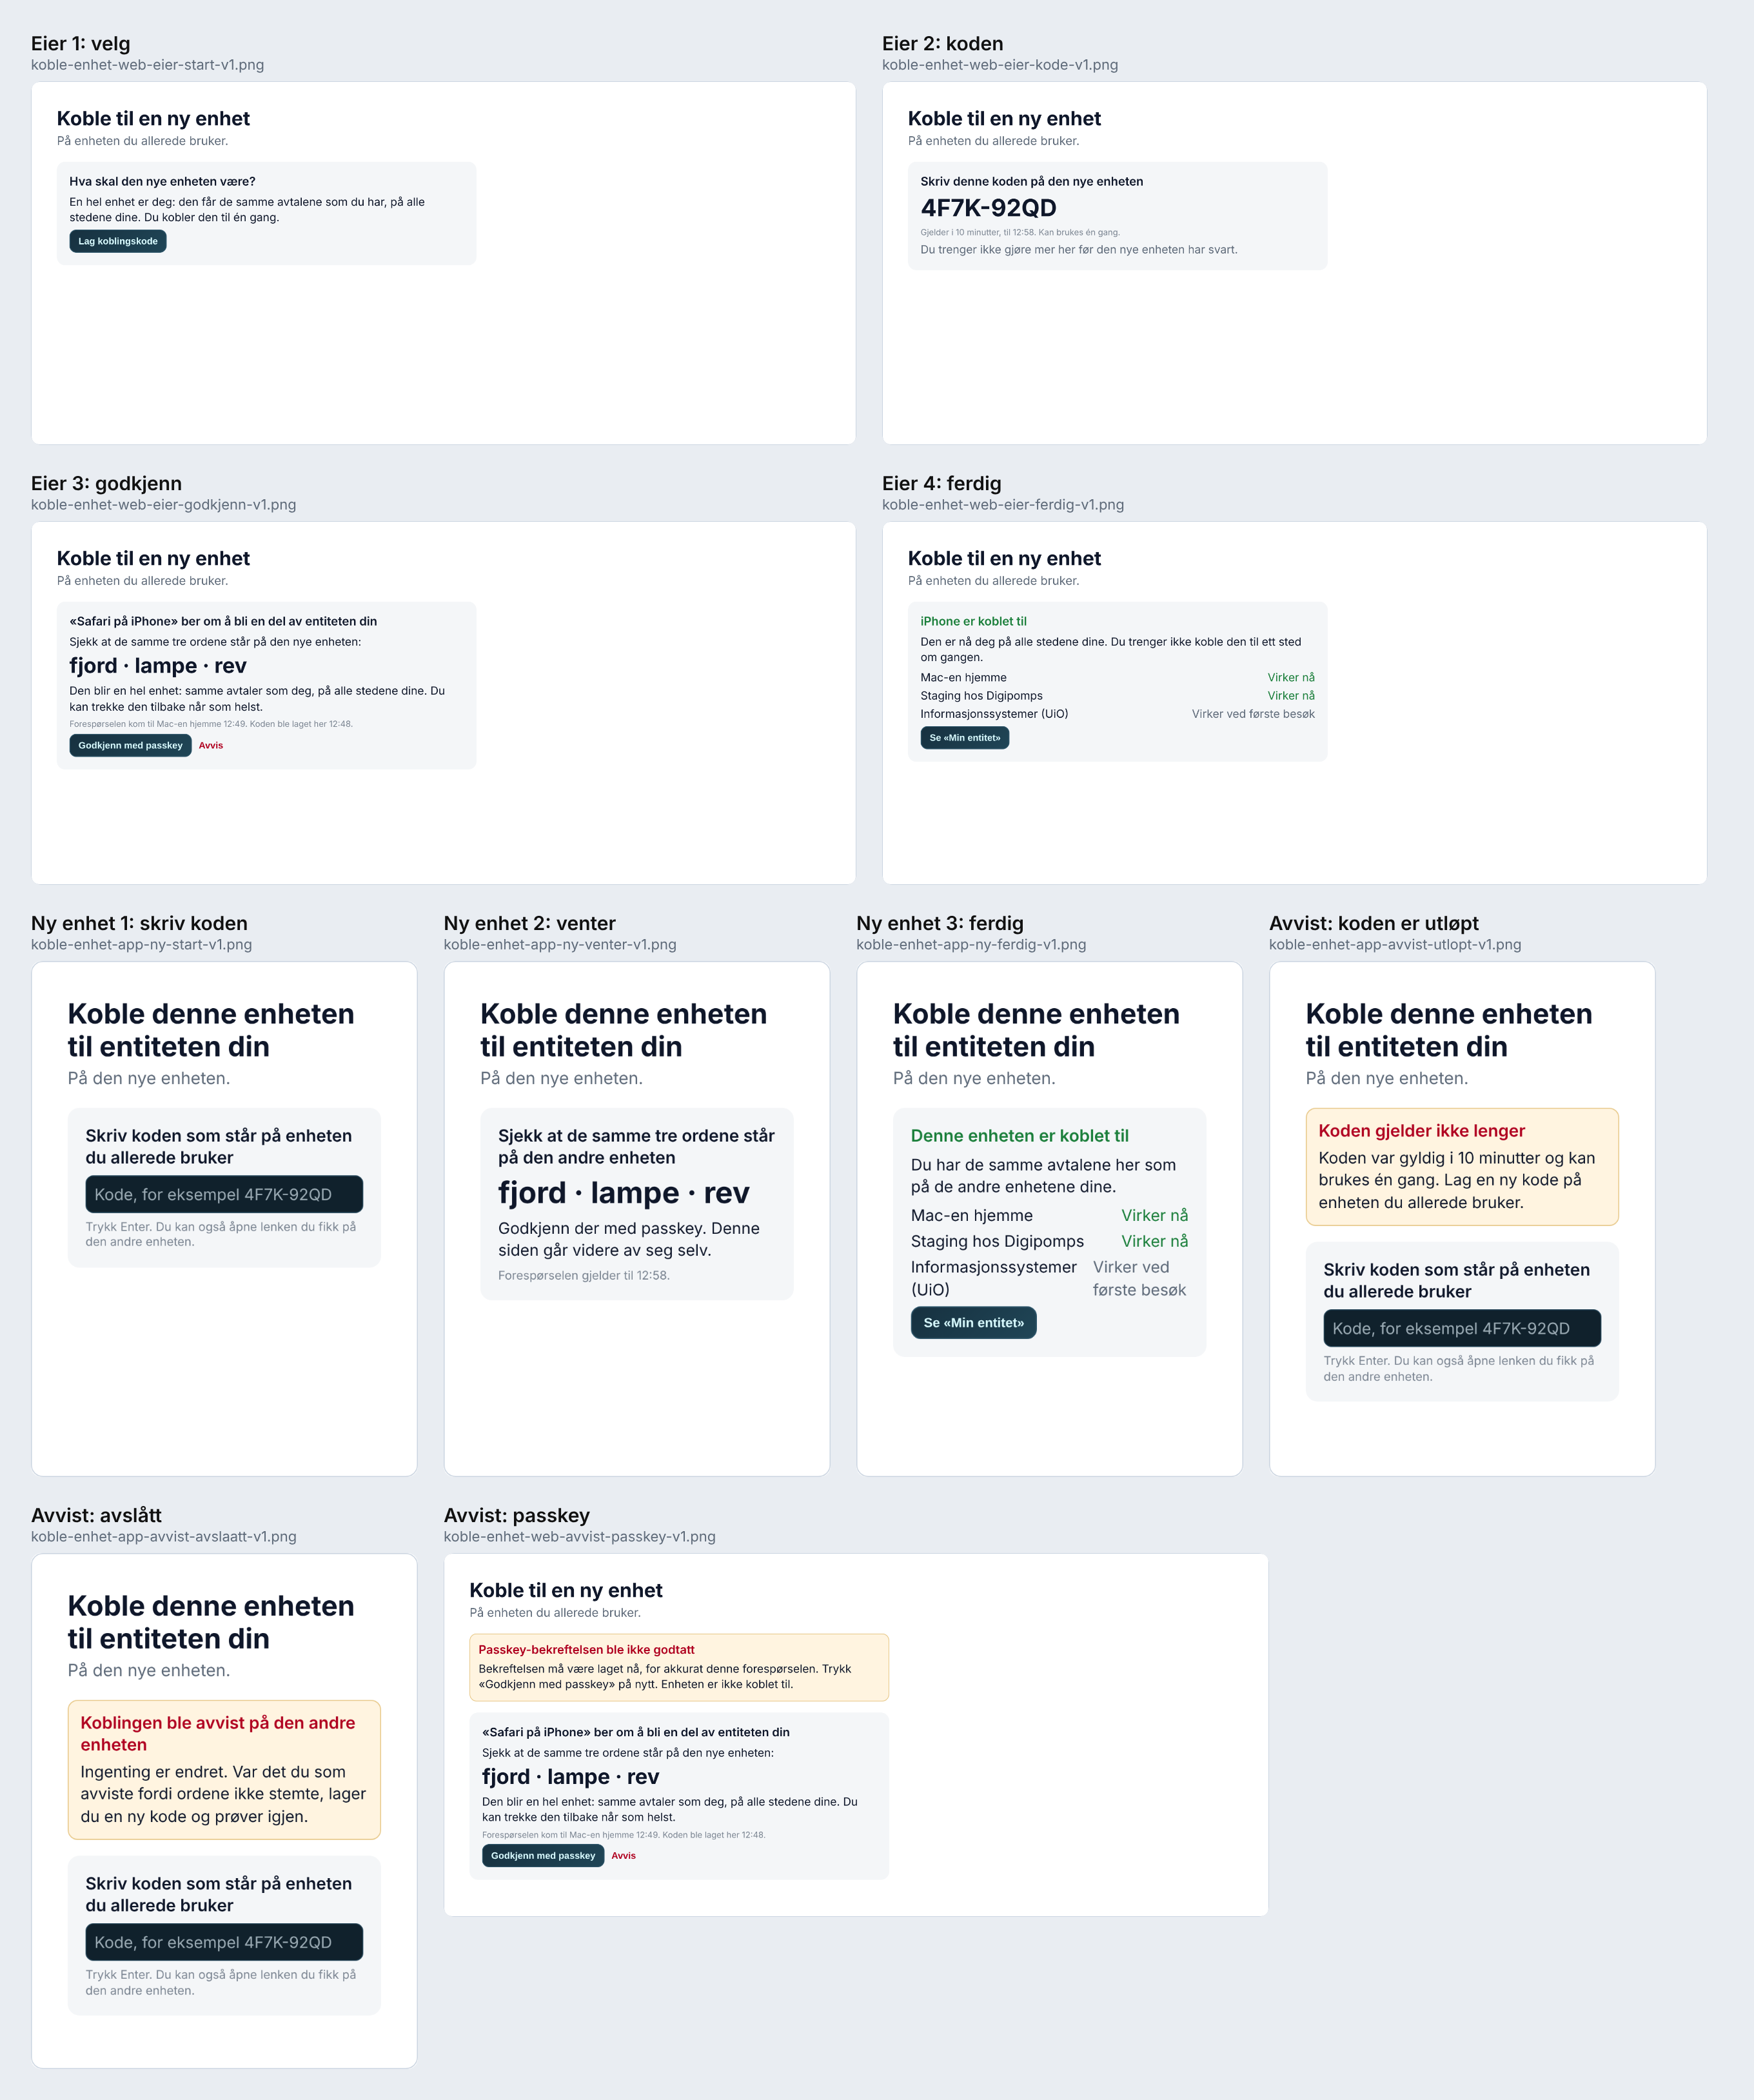 Eier 1: velg
koble-enhet-web-eier-start-v1.png
Koble til en ny enhet
På enheten du allerede bruker.
Hva skal den nye enheten være?
En hel enhet er deg: den får de samme avtalene som du har, på alle
stedene dine. Du kobler den til én gang.
Lag koblingskode
Eier 2: koden
koble-enhet-web-eier-kode-v1.png
Koble til en ny enhet
På enheten du allerede bruker.
Skriv denne koden på den nye enheten
4F7K-92QD
Gjelder i 10 minutter, til 12:58. Kan brukes én gang.
Du trenger ikke gjøre mer her før den nye enheten har svart.
Eier 3: godkjenn
koble-enhet-web-eier-godkjenn-v1.png
Koble til en ny enhet
På enheten du allerede bruker.
«Safari på iPhone» ber om å bli en del av entiteten din
Sjekk at de samme tre ordene står på den nye enheten:
fjord · lampe · rev
Den blir en hel enhet: samme avtaler som deg, på alle stedene dine. Du
kan trekke den tilbake når som helst.
Forespørselen kom til Mac-en hjemme 12:49. Koden ble laget her 12:48.
Godkjenn med passkey
Avvis
Eier 4: ferdig
koble-enhet-web-eier-ferdig-v1.png
Koble til en ny enhet
På enheten du allerede bruker.
iPhone er koblet til
Den er nå deg på alle stedene dine. Du trenger ikke koble den til ett sted
om gangen.
Mac-en hjemme Virker nå
Staging hos Digipomps Virker nå
Informasjonssystemer (UiO) Virker ved første besøk
Se «Min entitet»
Ny enhet 1: skriv koden
koble-enhet-app-ny-start-v1.png
Koble denne enheten
til entiteten din
På den nye enheten.
Skriv koden som står på enheten
du allerede bruker
Kode, for eksempel 4F7K-92QD
Trykk Enter. Du kan også åpne lenken du fikk på
den andre enheten.
Ny enhet 2: venter
koble-enhet-app-ny-venter-v1.png
Koble denne enheten
til entiteten din
På den nye enheten.
Sjekk at de samme tre ordene står
på den andre enheten
fjord · lampe · rev
Godkjenn der med passkey. Denne
siden går videre av seg selv.
Forespørselen gjelder til 12:58.
Ny enhet 3: ferdig
koble-enhet-app-ny-ferdig-v1.png
Koble denne enheten
til entiteten din
På den nye enheten.
Denne enheten er koblet til
Du har de samme avtalene her som
på de andre enhetene dine.
Mac-en hjemme Virker nå
Staging hos Digipomps Virker nå
Informasjonssystemer Virker ved
(UiO) første besøk
Se «Min entitet»
Avvist: koden er utløpt
koble-enhet-app-avvist-utlopt-v1.png
Koble denne enheten
til entiteten din
På den nye enheten.
Koden gjelder ikke lenger
Koden var gyldig i 10 minutter og kan
brukes én gang. Lag en ny kode på
enheten du allerede bruker.
Skriv koden som står på enheten
du allerede bruker
Kode, for eksempel 4F7K-92QD
Trykk Enter. Du kan også åpne lenken du fikk på
den andre enheten.
Avvist: avslått
koble-enhet-app-avvist-avslaatt-v1.png
Koble denne enheten
til entiteten din
På den nye enheten.
Koblingen ble avvist på den andre
enheten
Ingenting er endret. Var det du som
avviste fordi ordene ikke stemte, lager
du en ny kode og prøver igjen.
Skriv koden som står på enheten
du allerede bruker
Kode, for eksempel 4F7K-92QD
Trykk Enter. Du kan også åpne lenken du fikk på
den andre enheten.
Avvist: passkey
koble-enhet-web-avvist-passkey-v1.png
Koble til en ny enhet
På enheten du allerede bruker.
Passkey-bekreftelsen ble ikke godtatt
Bekreftelsen må være laget nå, for akkurat denne forespørselen. Trykk
«Godkjenn med passkey» på nytt. Enheten er ikke koblet til.
«Safari på iPhone» ber om å bli en del av entiteten din
Sjekk at de samme tre ordene står på den nye enheten:
fjord · lampe · rev
Den blir en hel enhet: samme avtaler som deg, på alle stedene dine. Du
kan trekke den tilbake når som helst.
Forespørselen kom til Mac-en hjemme 12:49. Koden ble laget her 12:48.
Godkjenn med passkey
Avvis